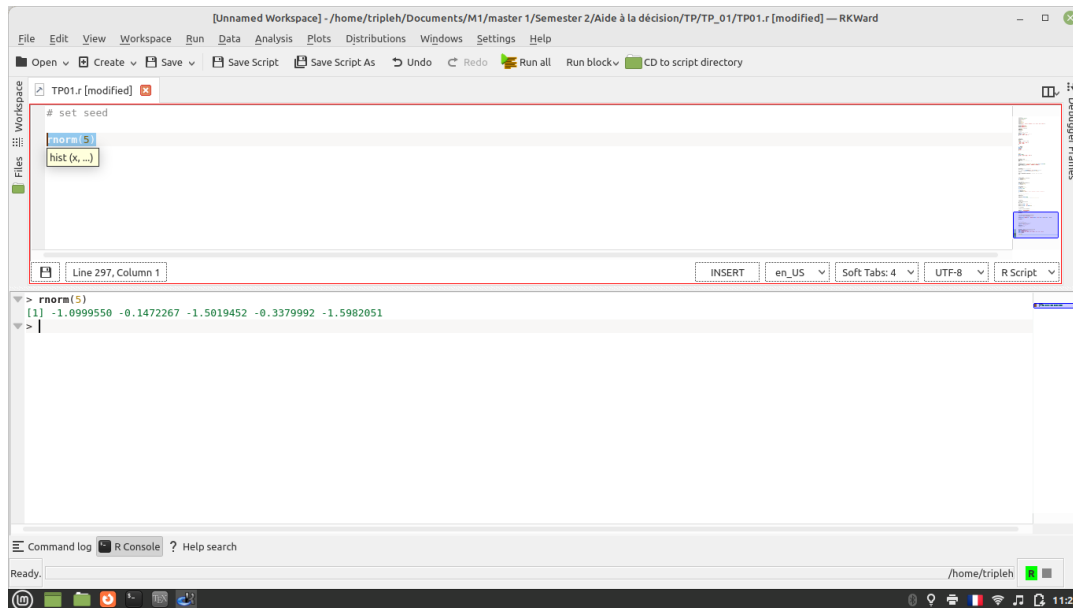 [Unnamed Workspace] - /home/tripleh/Documents/M1/master 1/Semester 2/Aide à la décision/TP/TP_01/TP01.r [modified] — RKWard
File Edit View Workspace Run Data Analysis Plots Distributions Windows Settings Help
Open Create Save Save Script Save Script As Undo Redo Run all Run block CD to script directory
Workspace
Files
TP01.r [modified]
Debugger Frames
# set seed
rnorm(5)
hist (x, ...)
Line 297, Column 1 INSERT en_US Soft Tabs: 4 UTF-8 R Script
> rnorm(5)
[1] -1.0999550 -0.1472267 -1.5019452 -0.3379992 -1.5982051
>
Command log R Console ? Help search
Ready. /home/tripleh R
11:2